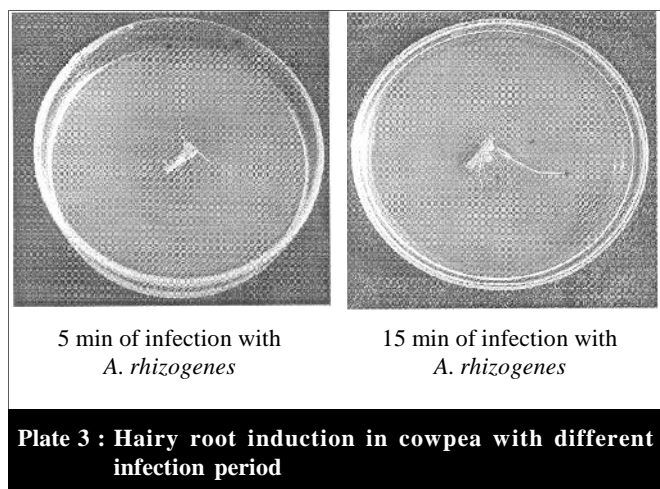 5 min of infection with
A. rhizogenes
15 min of infection with
A. rhizogenes
Plate 3 : Hairy root induction in cowpea with different
infection period